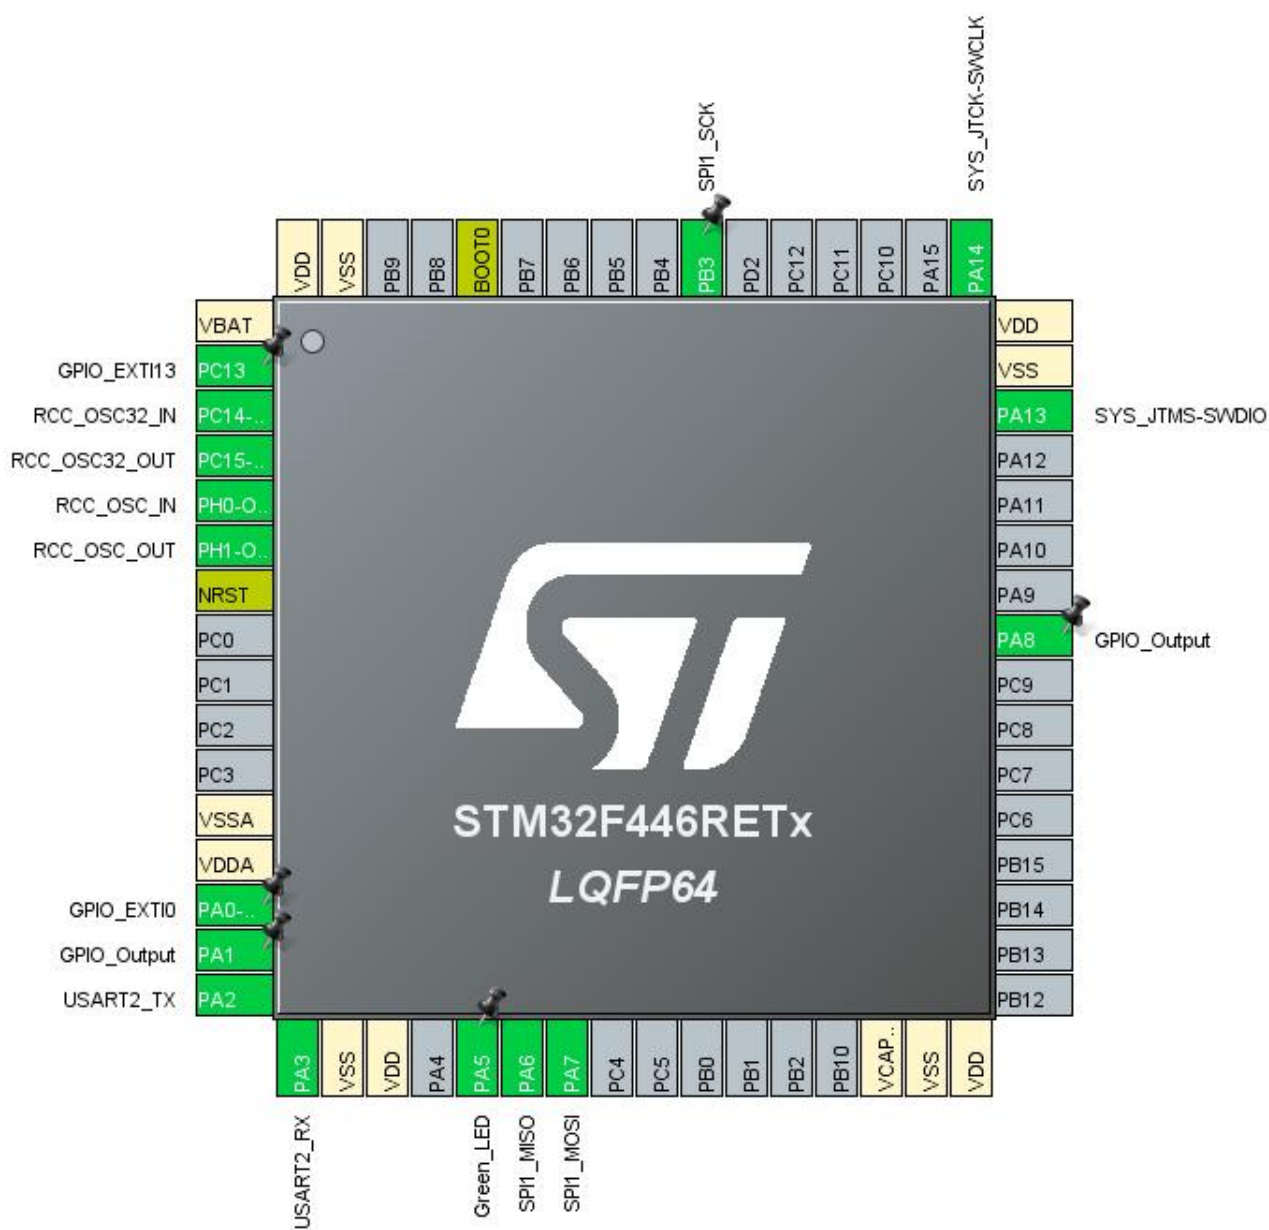 SYS_JTCK-SWCLK
SPI1_SCK
VDD
VSS
PB9
PB8
BOOT0
PB7
PB6
PB5
PB4
PB3
PD2
PC12
PC11
PC10
PA15
PA14
VBAT
GPIO_EXTI13 PC13
RCC_OSC32_IN PC14-..
RCC_OSC32_OUT PC15-..
RCC_OSC_IN PH0-O..
RCC_OSC_OUT PH1-O..
NRST
PC0
PC1
PC2
PC3
VSSA
VDDA
GPIO_EXTI0 PA0-..
GPIO_Output PA1
USART2_TX PA2
ST
STM32F446RETx
LQFP64
VDD
VSS
PA13 SYS_JTMS-SWDIO
PA12
PA11
PA10
PA9
PA8 GPIO_Output
PC9
PC8
PC7
PC6
PB15
PB14
PB13
PB12
PA3
VSS
VDD
PA4
PA5
PA6
PA7
PC4
PC5
PB0
PB1
PB2
PB10
VCAP..
VSS
VDD
USART2_RX
Green_LED
SPI1_MISO
SPI1_MOSI